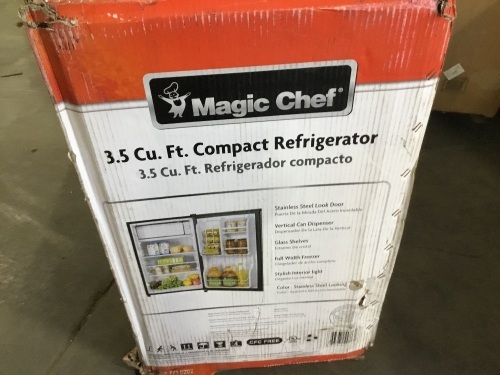 Magic Chef®
3.5 Cu. Ft. Compact Refrigerator
3.5 Cu. Ft. Refrigerador compacto
Stainless Steel Look Door
Vertical Can Dispenser
Glass Shelves
Full Width Freezer
Stylish Interior light
Color - Stainless Steel Looking
CFC FREE